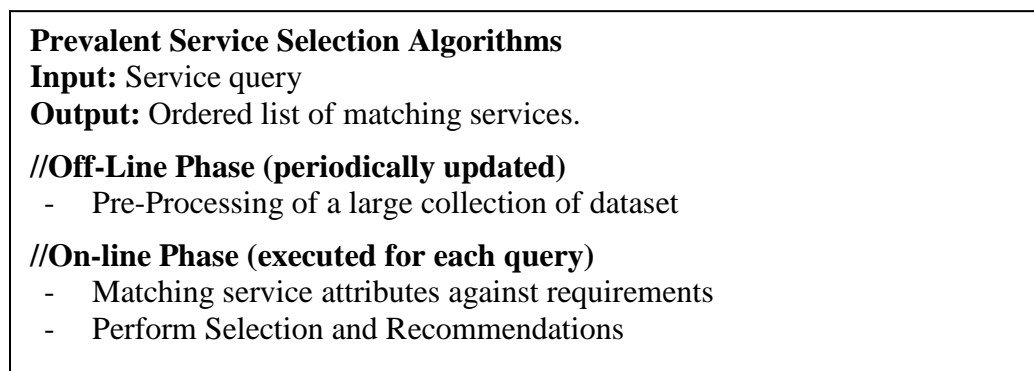 Prevalent Service Selection Algorithms
Input: Service query
Output: Ordered list of matching services.
//Off-Line Phase (periodically updated)
- Pre-Processing of a large collection of dataset
//On-line Phase (executed for each query)
- Matching service attributes against requirements
- Perform Selection and Recommendations